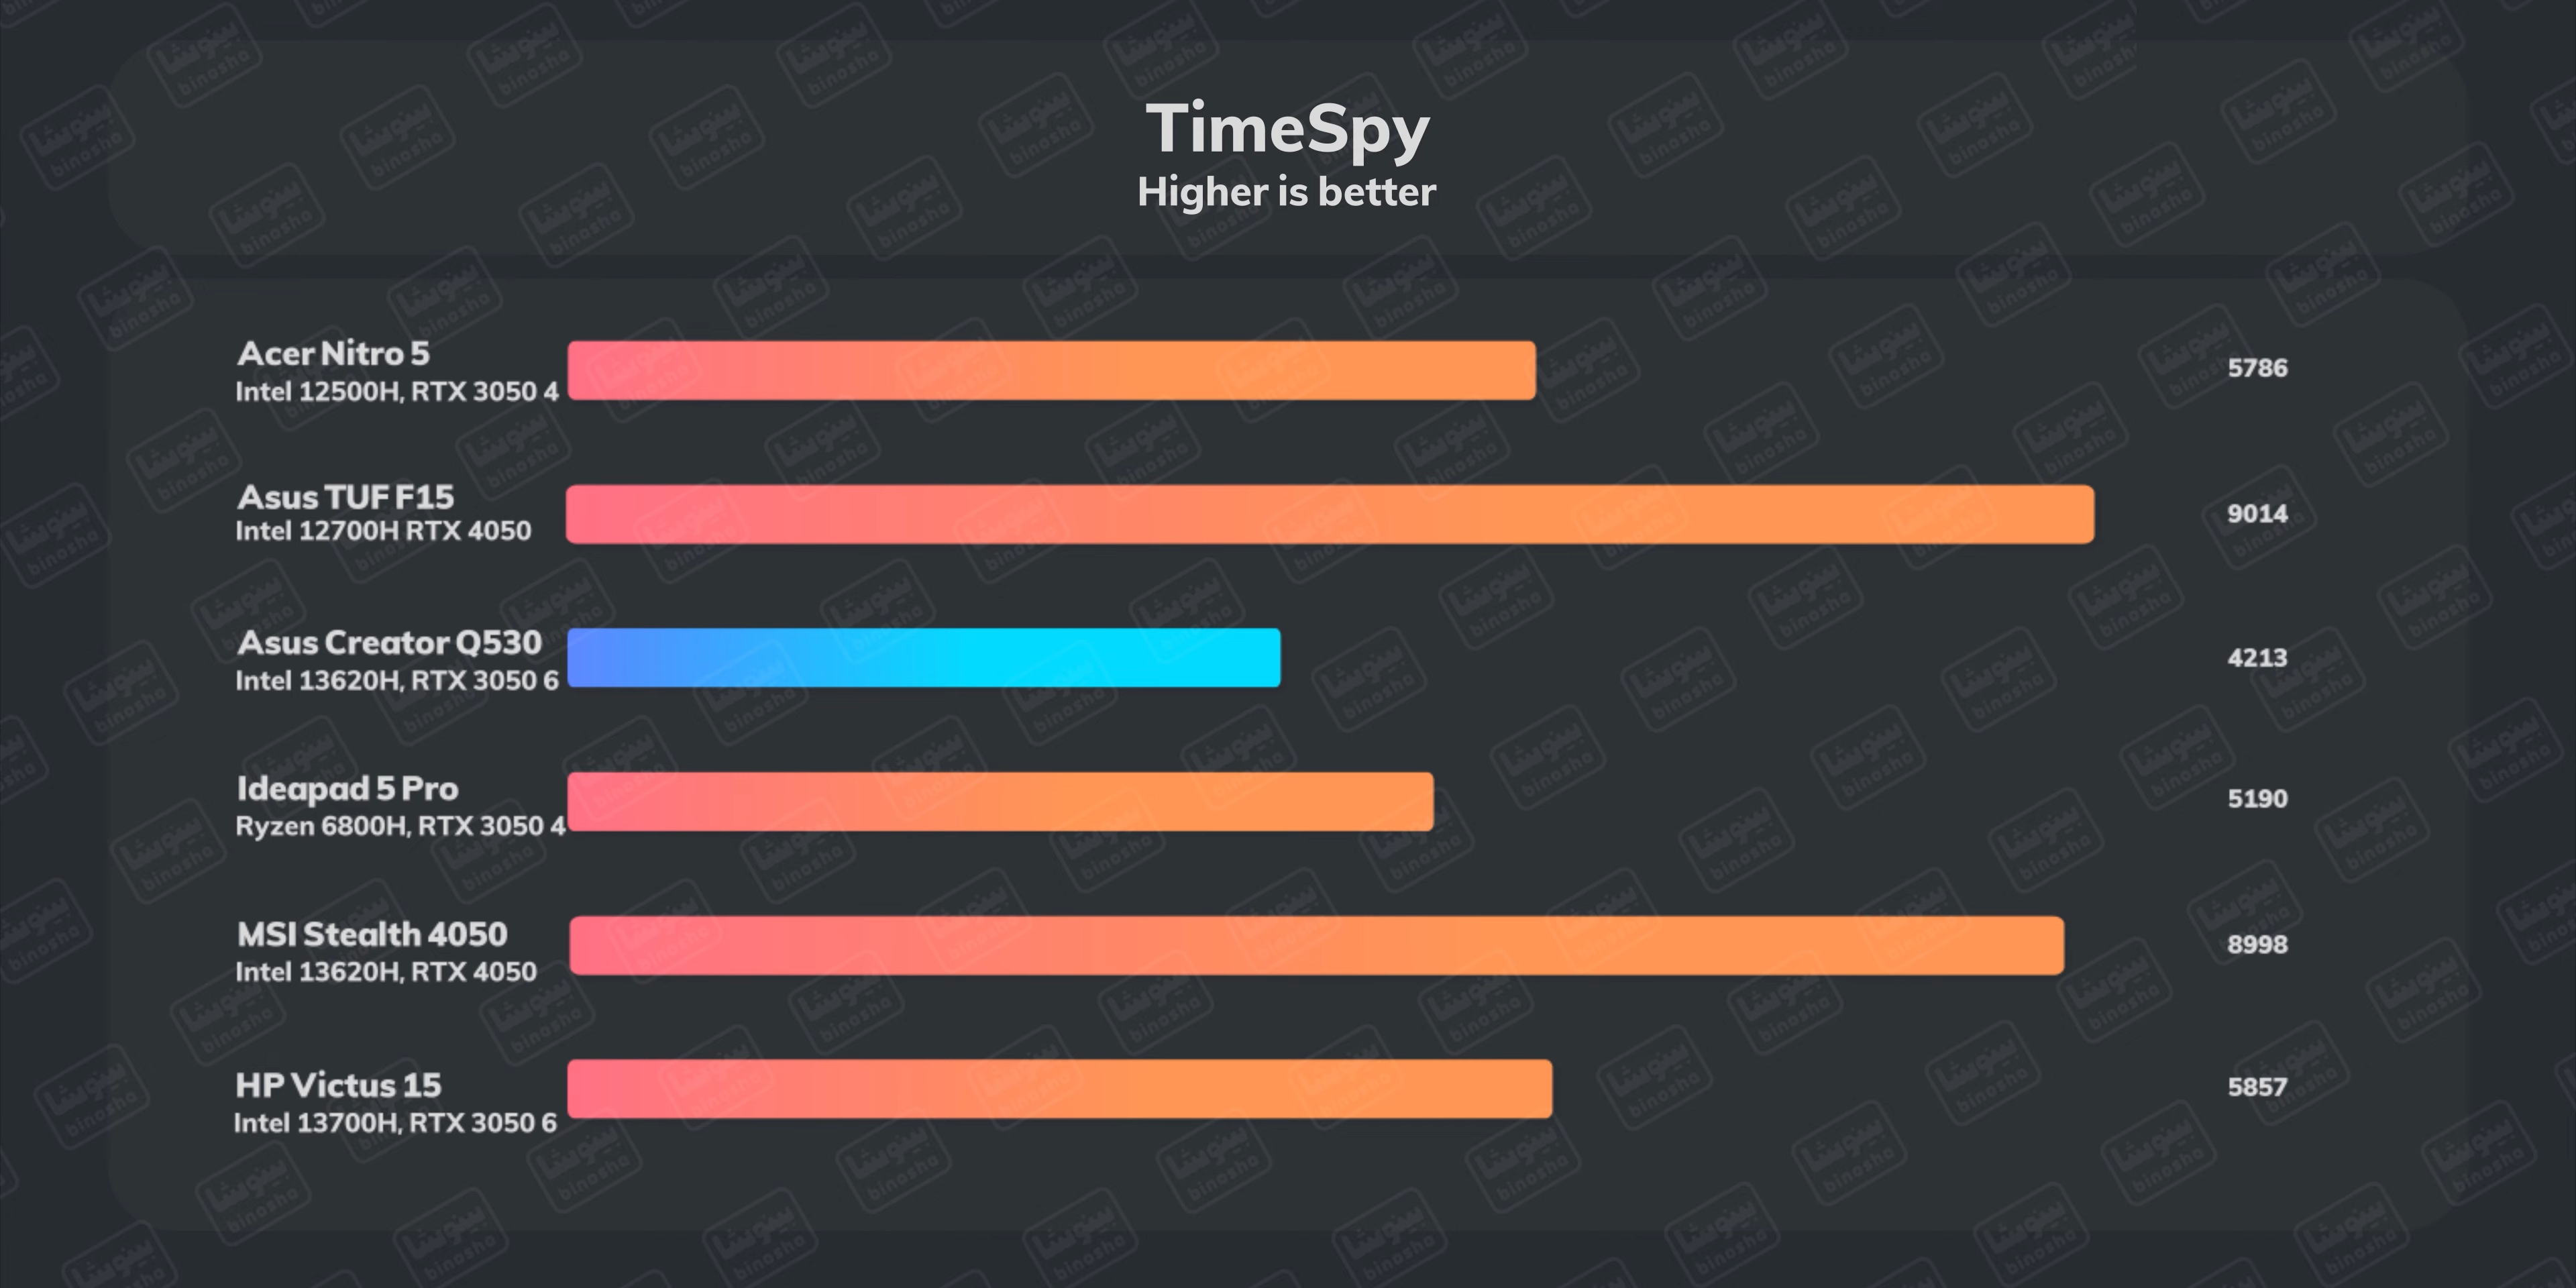 TimeSpy
Higher is better
Acer Nitro 5
Intel 12500H, RTX 3050 4
5786
Asus TUF F15
Intel 12700H RTX 4050
9014
Asus Creator Q530
Intel 13620H, RTX 3050 6
4213
Ideapad 5 Pro
Ryzen 6800H, RTX 3050 4
5190
MSI Stealth 4050
Intel 13620H, RTX 4050
8998
HP Victus 15
Intel 13700H, RTX 3050 6
5857
بینوشا
binosha